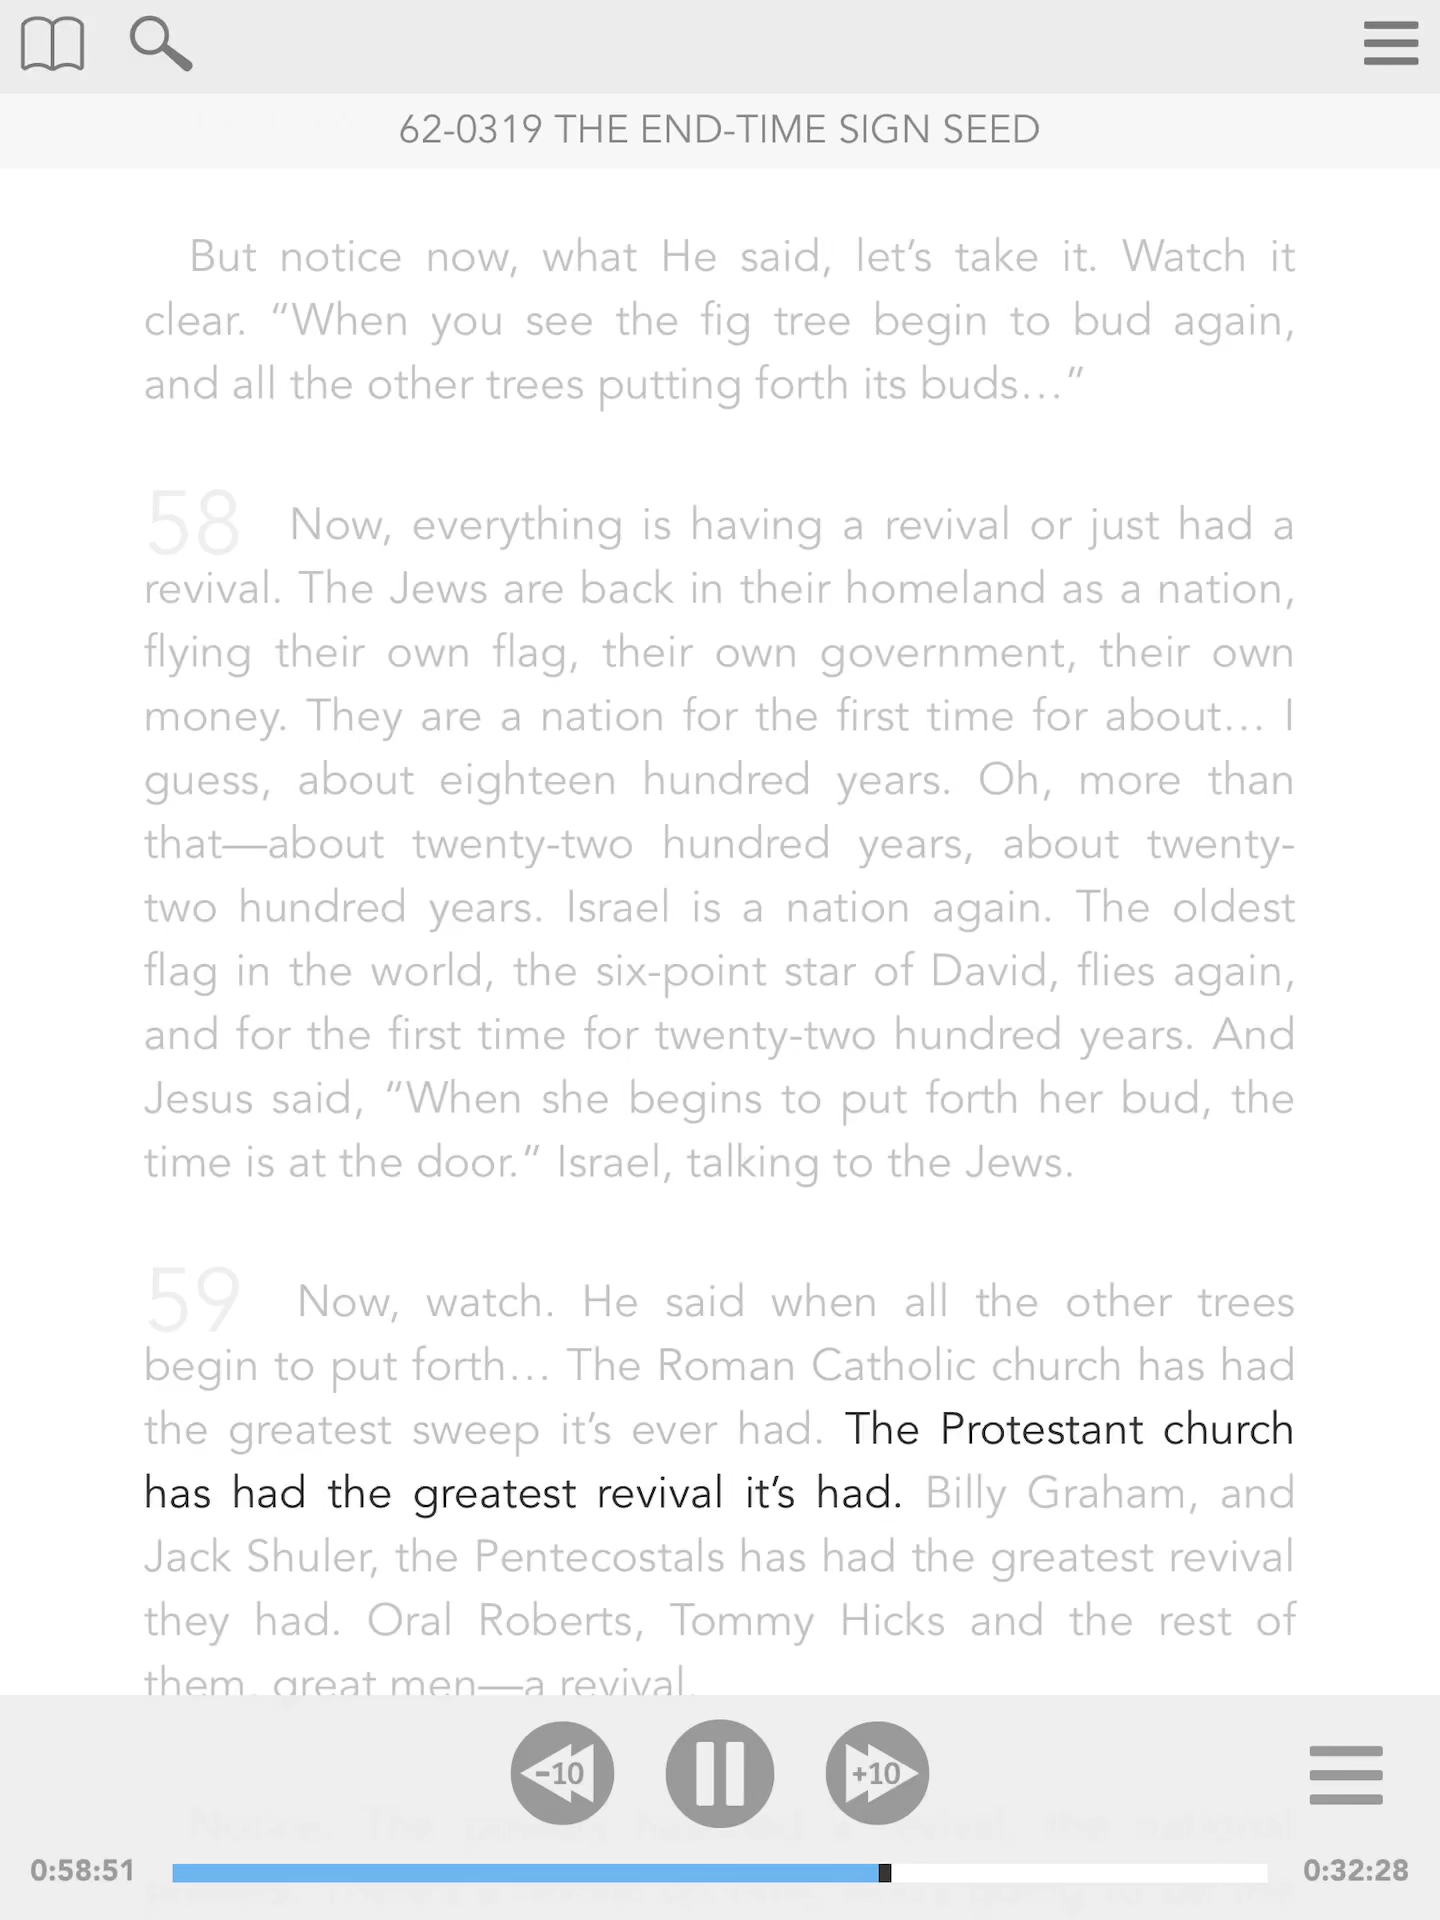 62-0319 THE END-TIME SIGN SEED
But notice now, what He said, let’s take it. Watch it
clear. “When you see the fig tree begin to bud again,
and all the other trees putting forth its buds…”
58 Now, everything is having a revival or just had a
revival. The Jews are back in their homeland as a nation,
flying their own flag, their own government, their own
money. They are a nation for the first time for about… I
guess, about eighteen hundred years. Oh, more than
that—about twenty-two hundred years, about twenty-
two hundred years. Israel is a nation again. The oldest
flag in the world, the six-point star of David, flies again,
and for the first time for twenty-two hundred years. And
Jesus said, “When she begins to put forth her bud, the
time is at the door.” Israel, talking to the Jews.
59 Now, watch. He said when all the other trees
begin to put forth… The Roman Catholic church has had
the greatest sweep it’s ever had. The Protestant church
has had the greatest revival it’s had. Billy Graham, and
Jack Shuler, the Pentecostals has had the greatest revival
they had. Oral Roberts, Tommy Hicks and the rest of
them, great men—a revival.
-10 +10
Notice. The powers has had a revival, the national
0:58:51 0:32:28